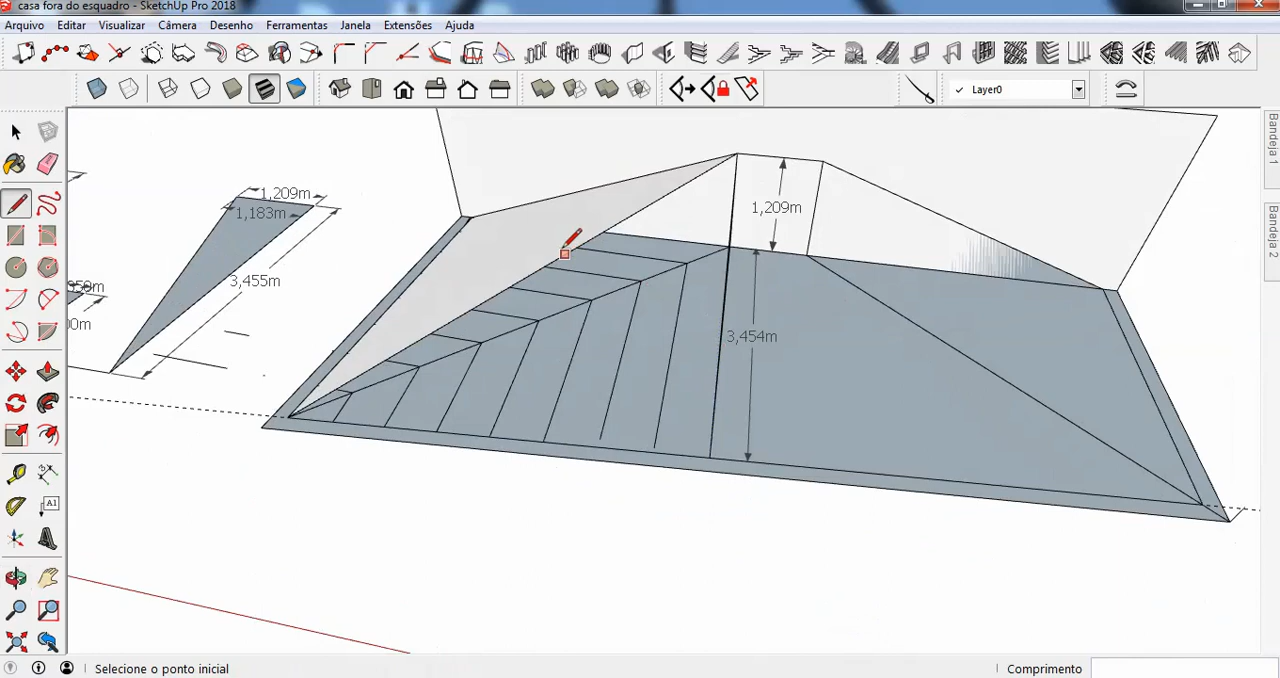 casa fora do esquadro - SketchUp Pro 2018
Arquivo Editar Visualizar Câmera Desenho Ferramentas Janela Extensões Ajuda
Layer0
Bandeja 1
Bandeja 2
1,209m
1,183m
3,455m
1,209m
3,454m
A1
A
Selecione o ponto inicial
Comprimento